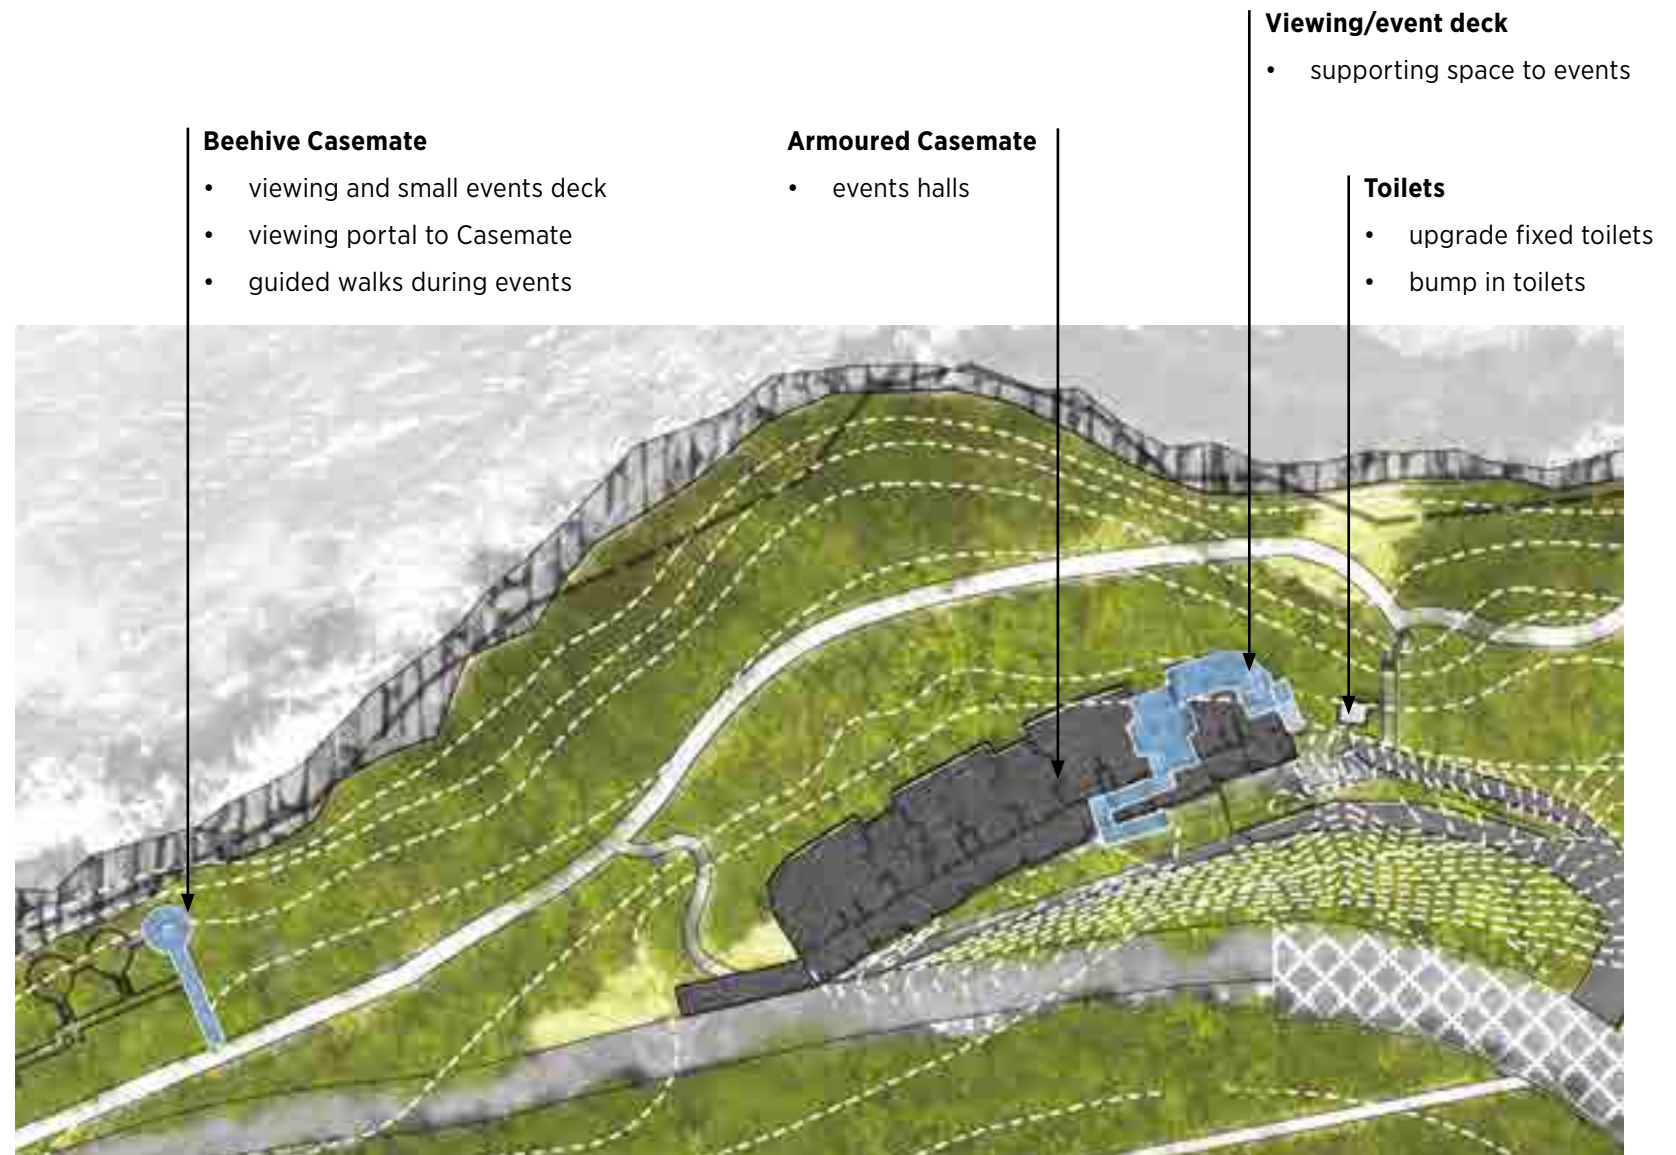 Viewing/event deck
• supporting space to events
Beehive Casemate
• viewing and small events deck
• viewing portal to Casemate
• guided walks during events
Armoured Casemate
• events halls
Toilets
• upgrade fixed toilets
• bump in toilets